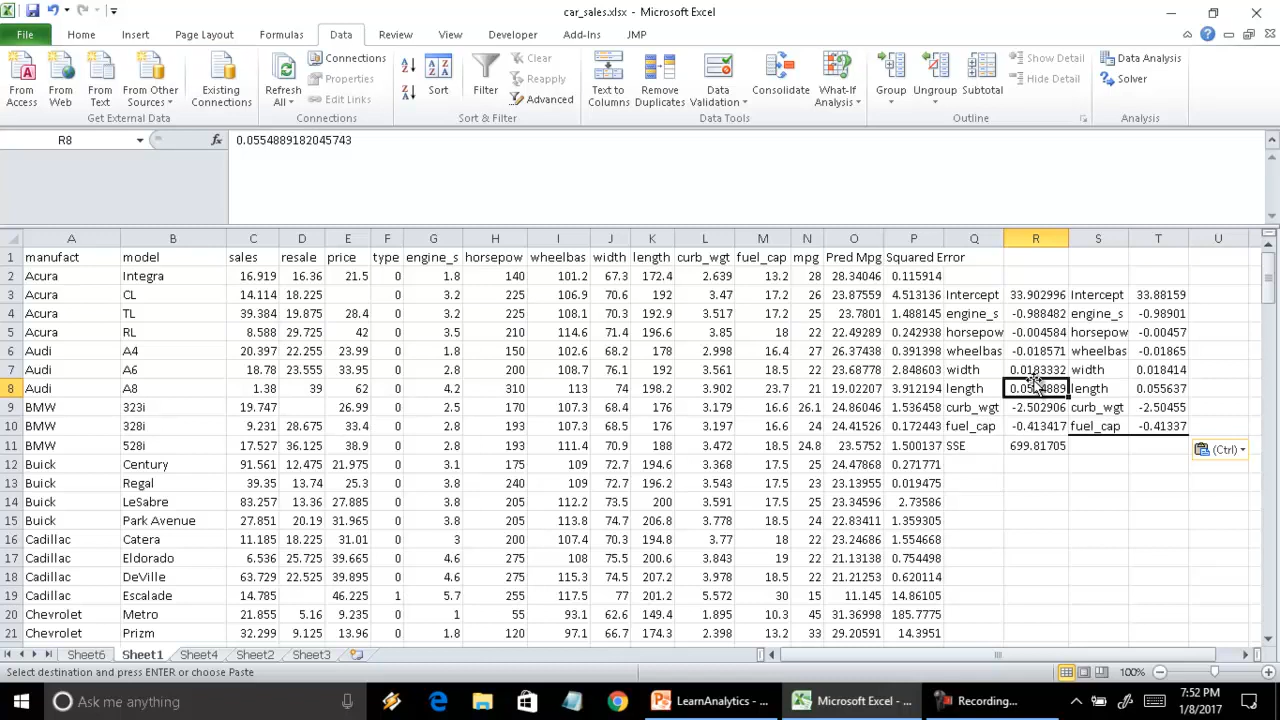 car_sales.xlsx - Microsoft Excel
File Home Insert Page Layout Formulas Data Review View Developer Add-Ins JMP
From Access From Web From Text From Other Sources Existing Connections Refresh All Connections Properties Edit Links Sort Filter Clear Reapply Advanced Text to Columns Remove Duplicates Data Validation Consolidate What-If Analysis Group Ungroup Subtotal Show Detail Hide Detail Data Analysis Solver
Get External Data Connections Sort & Filter Data Tools Outline Analysis
R8 fx 0.0554889182045743
A B C D E F G H I J K L M N O P Q R S T U
1 manufact model sales resale price type engine_s horsepow wheelbas width length curb_wgt fuel_cap mpg Pred Mpg Squared Error
2 Acura Integra 16.919 16.36 21.5 0 1.8 140 101.2 67.3 172.4 2.639 13.2 28 28.34046 0.115914
3 Acura CL 14.114 18.225 0 3.2 225 106.9 70.6 192 3.47 17.2 26 23.87559 4.513136 Intercept 33.902996 Intercept 33.88159
4 Acura TL 39.384 19.875 28.4 0 3.2 225 108.1 70.3 192.9 3.517 17.2 25 23.7801 1.488145 engine_s -0.988482 engine_s -0.98901
5 Acura RL 8.588 29.725 42 0 3.5 210 114.6 71.4 196.6 3.85 18 22 22.49289 0.242938 horsepow -0.004584 horsepow -0.00457
6 Audi A4 20.397 22.255 23.99 0 1.8 150 102.6 68.2 178 2.998 16.4 27 26.37438 0.391398 wheelbas -0.018571 wheelbas -0.01865
7 Audi A6 18.78 23.555 33.95 0 2.8 200 108.7 76.1 192 3.561 18.5 22 23.68778 2.848603 width 0.0183332 width 0.018414
8 Audi A8 1.38 39 62 0 4.2 310 113 74 198.2 3.902 23.7 21 19.02207 3.912194 length length 0.055637
9 BMW 323i 19.747 26.99 0 2.5 170 107.3 68.4 176 3.179 16.6 26.1 24.86046 1.536458 curb_wgt -2.502906 curb_wgt -2.50455
10 BMW 328i 9.231 28.675 33.4 0 2.8 193 107.3 68.5 176 3.197 16.6 24 24.41526 0.172443 fuel_cap -0.413417 fuel_cap -0.41337
11 BMW 528i 17.527 36.125 38.9 0 2.8 193 111.4 70.9 188 3.472 18.5 24.8 23.5752 1.500137 SSE 699.81705 (Ctrl)
12 Buick Century 91.561 12.475 21.975 0 3.1 175 109 72.7 194.6 3.368 17.5 25 24.47868 0.271771
13 Buick Regal 39.35 13.74 25.3 0 3.8 240 109 72.7 196.2 3.543 17.5 23 23.13955 0.019475
14 Buick LeSabre 83.257 13.36 27.885 0 3.8 205 112.2 73.5 200 3.591 17.5 25 23.34596 2.73586
15 Buick Park Avenue 27.851 20.19 31.965 0 3.8 205 113.8 74.7 206.8 3.778 18.5 24 22.83411 1.359305
16 Cadillac Catera 11.185 18.225 31.01 0 3 200 107.4 70.3 194.8 3.77 18 22 23.24686 1.554668
17 Cadillac Eldorado 6.536 25.725 39.665 0 4.6 275 108 75.5 200.6 3.843 19 22 21.13138 0.754498
18 Cadillac DeVille 63.729 22.525 39.895 0 4.6 275 115.3 74.5 207.2 3.978 18.5 22 21.21253 0.620114
19 Cadillac Escalade 14.785 46.225 1 5.7 255 117.5 77 201.2 5.572 30 15 11.145 14.86105
20 Chevrolet Metro 21.855 5.16 9.235 0 1 55 93.1 62.6 149.4 1.895 10.3 45 31.36998 185.7775
21 Chevrolet Prizm 32.299 9.125 13.96 0 1.8 120 97.1 66.7 174.3 2.398 13.2 33 29.20591 14.3951
Sheet6 Sheet1 Sheet4 Sheet2 Sheet3
Select destination and press ENTER or choose Paste 100%
Ask me anything LearnAnalytics - ... Microsoft Excel - ... Recording... 7:52 PM
1/8/2017